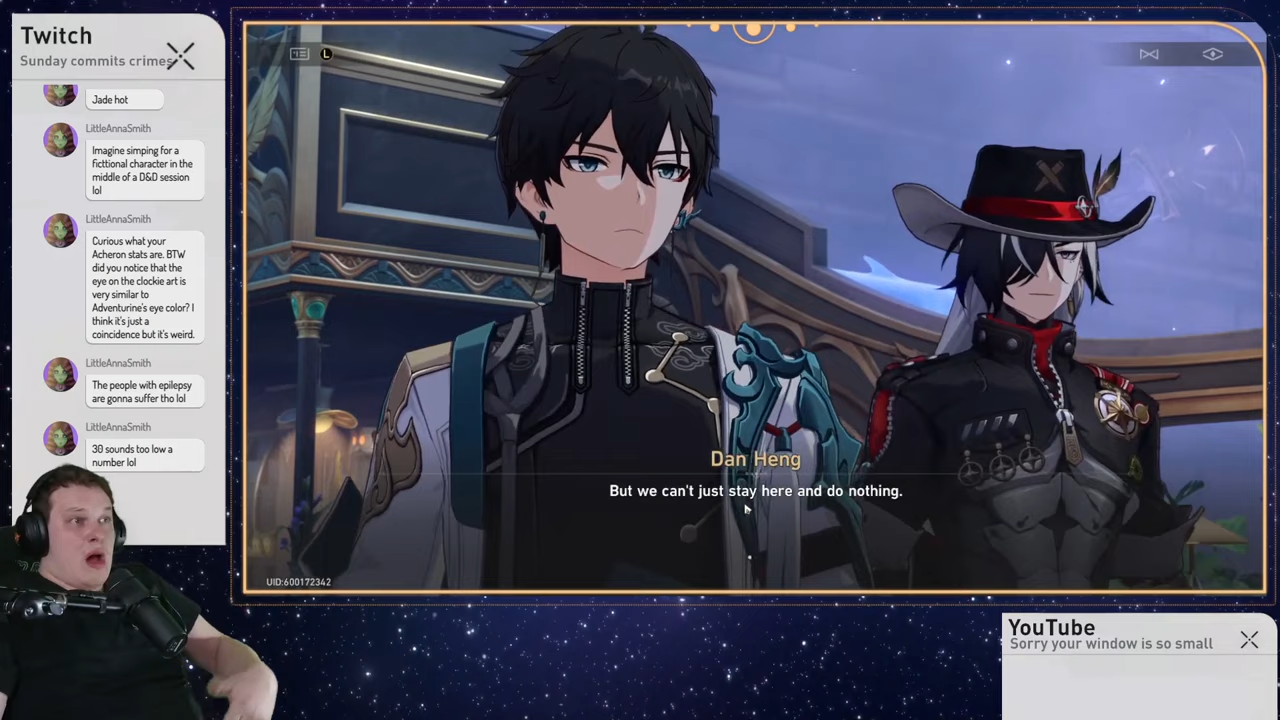 Twitch
Sunday commits crimes
Jade hot
LittleAnnaSmith
Imagine simping for a
ficttional character in the
middle of a D&D session
lol
LittleAnnaSmith
Curious what your
Acheron stats are. BTW
did you notice that the
eye on the clockie art is
very similar to
Adventurine's eye color? I
think it's just a
coincidence but it's weird.
LittleAnnaSmith
The people with epilepsy
are gonna suffer tho lol
LittleAnnaSmith
30 sounds too low a
number lol
L
Dan Heng
But we can't just stay here and do nothing.
UID:600172342
YouTube
Sorry your window is so small